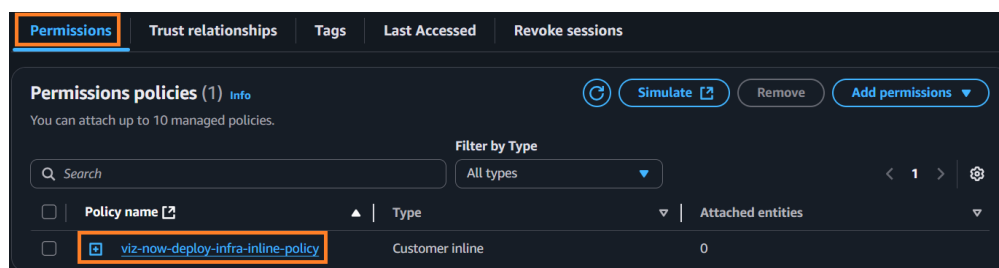 Permissions Trust relationships Tags Last Accessed Revoke sessions
Permissions policies (1) Info
Simulate Remove Add permissions
You can attach up to 10 managed policies.
Filter by Type
Search All types 1
Policy name Type Attached entities
viz-now-deploy-infra-inline-policy Customer inline 0